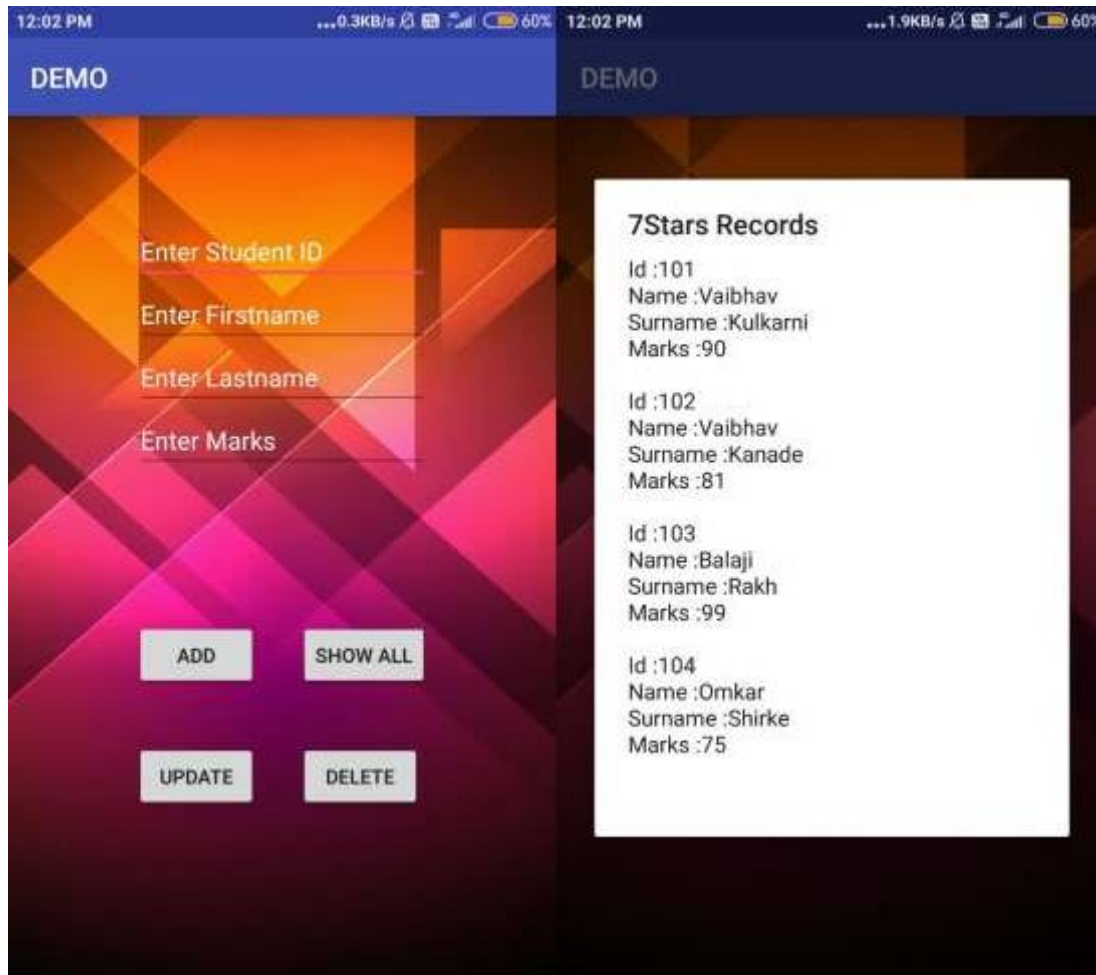 12:02 PM
...0.3KB/s 60%
DEMO
Enter Student ID
Enter Firstname
Enter Lastname
Enter Marks
ADD
SHOW ALL
UPDATE
DELETE
12:02 PM
...1.9KB/s 60%
DEMO
7Stars Records
Id :101
Name :Vaibhav
Surname :Kulkarni
Marks :90
Id :102
Name :Vaibhav
Surname :Kanade
Marks :81
Id :103
Name :Balaji
Surname :Rakh
Marks :99
Id :104
Name :Omkar
Surname :Shirke
Marks :75